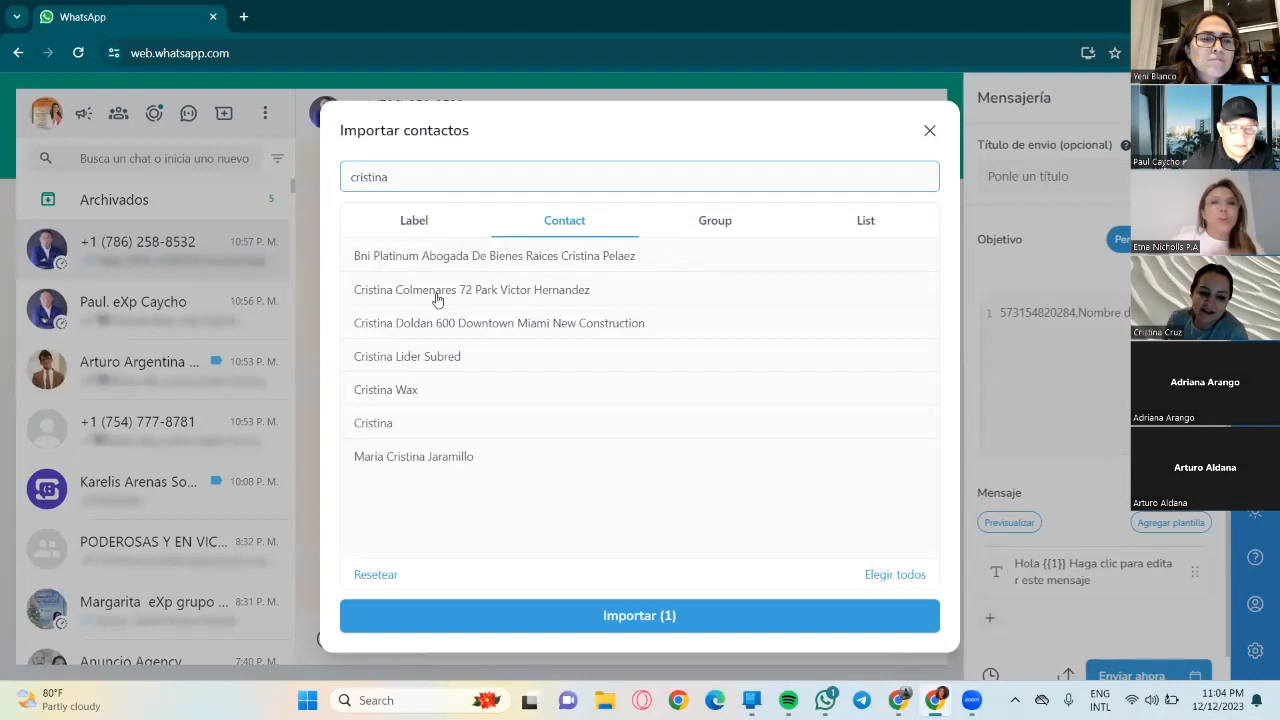 WhatsApp
web.whatsapp.com
Busca un chat o inicia uno nuevo
Archivados
5
+1 (786) 258-8532
10:57 P. M.
Paul. eXp Caycho
10:56 P. M.
Arturo Argentina ...
10:53 P. M.
+1 (754) 777-8781
10:53 P. M.
Karelis Arenas So...
10:08 P. M.
PODEROSAS Y EN VIC...
8:32 P. M.
Margarita eXp grupo ...
8:31 P. M.
Anuncio Agency
7:40 P. M.
Importar contactos
cristina
Label
Contact
Group
List
Bni Platinum Abogada De Bienes Raices Cristina Pelaez
Cristina Colmenares 72 Park Victor Hernandez
Cristina Doldan 600 Downtown Miami New Construction
Cristina Lider Subred
Cristina Wax
Cristina
Maria Cristina Jaramillo
Resetear
Elegir todos
Importar (1)
Mensajería
Título de envío (opcional)
Ponle un título
Objetivo
1 573154820284,Nombre d
Mensaje
Previsualizar
Agregar plantilla
Hola {{1}} Haga clic para edita
r este mensaje
Enviar ahora
Yeni Blanco
Paul Caycho
Etna Nicholls P.A
Cristina Cruz
Adriana Arango
Adriana Arango
Arturo Aldana
Arturo Aldana
80°F
Partly cloudy
Search
1
ENG
INTL
11:04 PM
12/12/2023